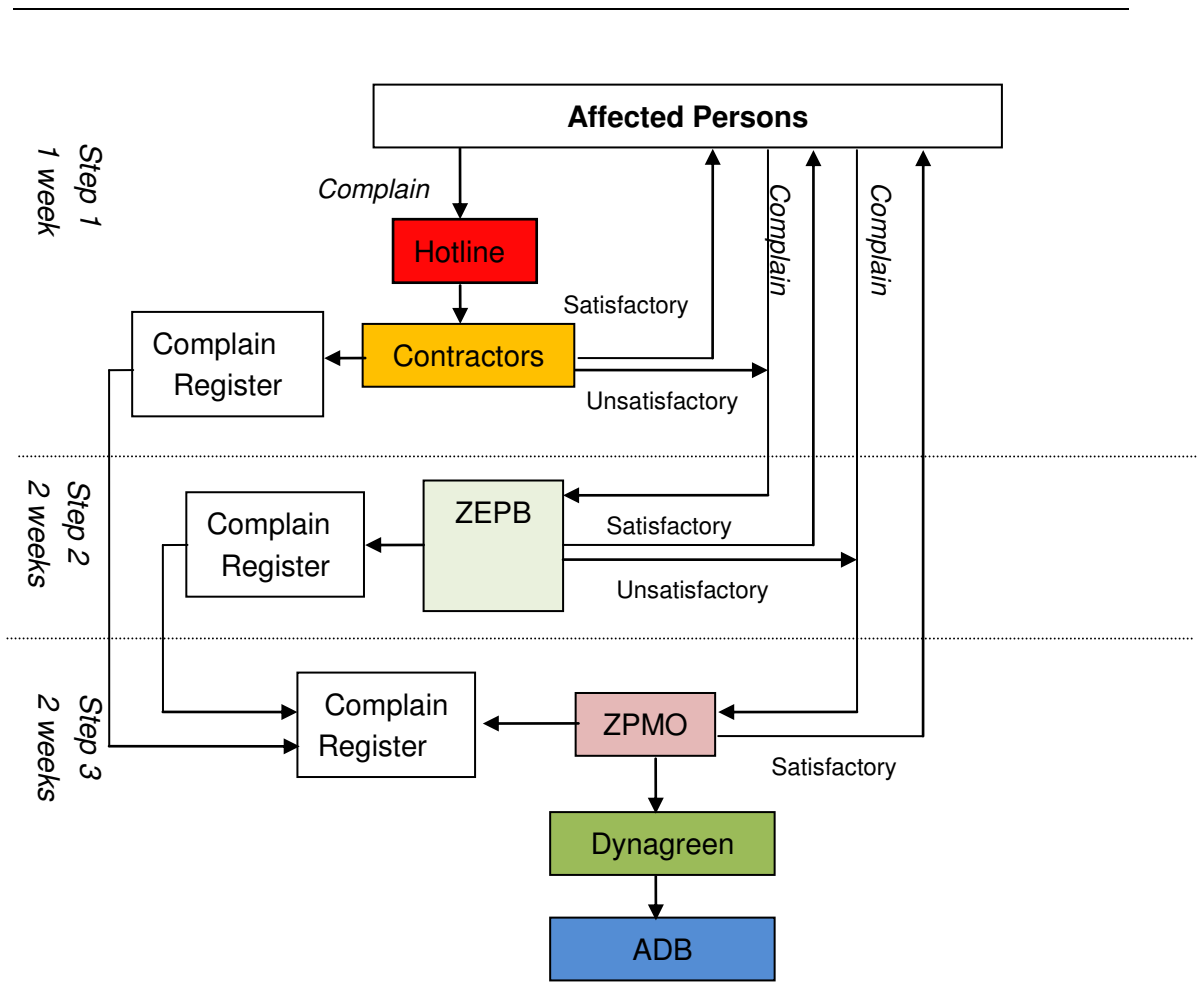 Affected Persons
Step 1
1 week
Complain
Complain
Complain
Hotline
Satisfactory
Complain
Register
Contractors
Unsatisfactory
Step 2
2 weeks
Complain
Register
ZEPB
Satisfactory
Unsatisfactory
Step 3
2 weeks
Complain
Register
ZPMO
Satisfactory
Dynagreen
ADB